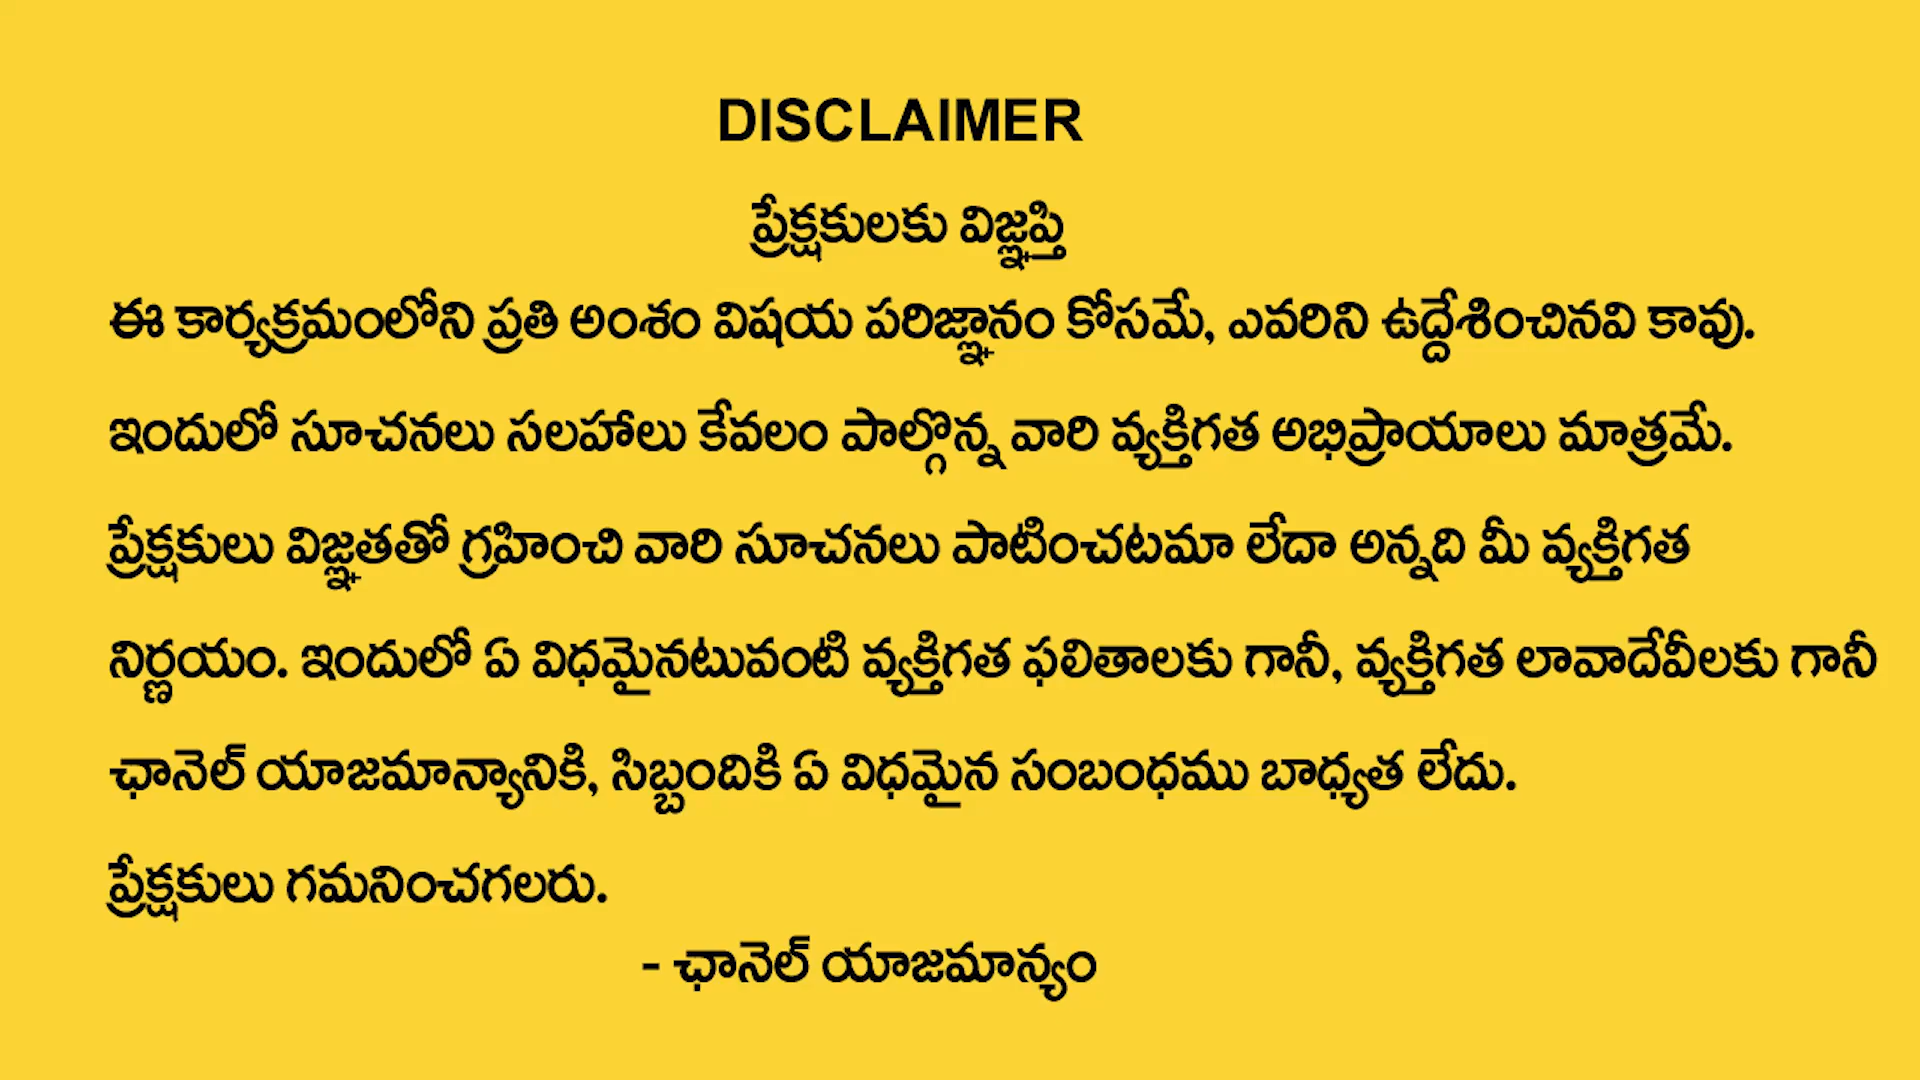 DISCLAIMER
ప్రేక్షకులకు విజ్ఞప్తి
ఈ కార్యక్రమంలోని ప్రతి అంశం విషయ పరిజ్ఞానం కోసమే, ఎవరిని ఉద్దేశించినవి కావు.
ఇందులో సూచనలు సలహాలు కేవలం పాల్గొన్న వారి వ్యక్తిగత అభిప్రాయాలు మాత్రమే.
ప్రేక్షకులు విజ్ఞతతో గ్రహించి వారి సూచనలు పాటించటమా లేదా అన్నది మీ వ్యక్తిగత
నిర్ణయం. ఇందులో ఏ విధమైనటువంటి వ్యక్తిగత ఫలితాలకు గానీ, వ్యక్తిగత లావాదేవీలకు గానీ
ఛానెల్ యాజమాన్యానికి, సిబ్బందికి ఏ విధమైన సంబంధము బాధ్యత లేదు.
ప్రేక్షకులు గమనించగలరు.
- ఛానెల్ యాజమాన్యం